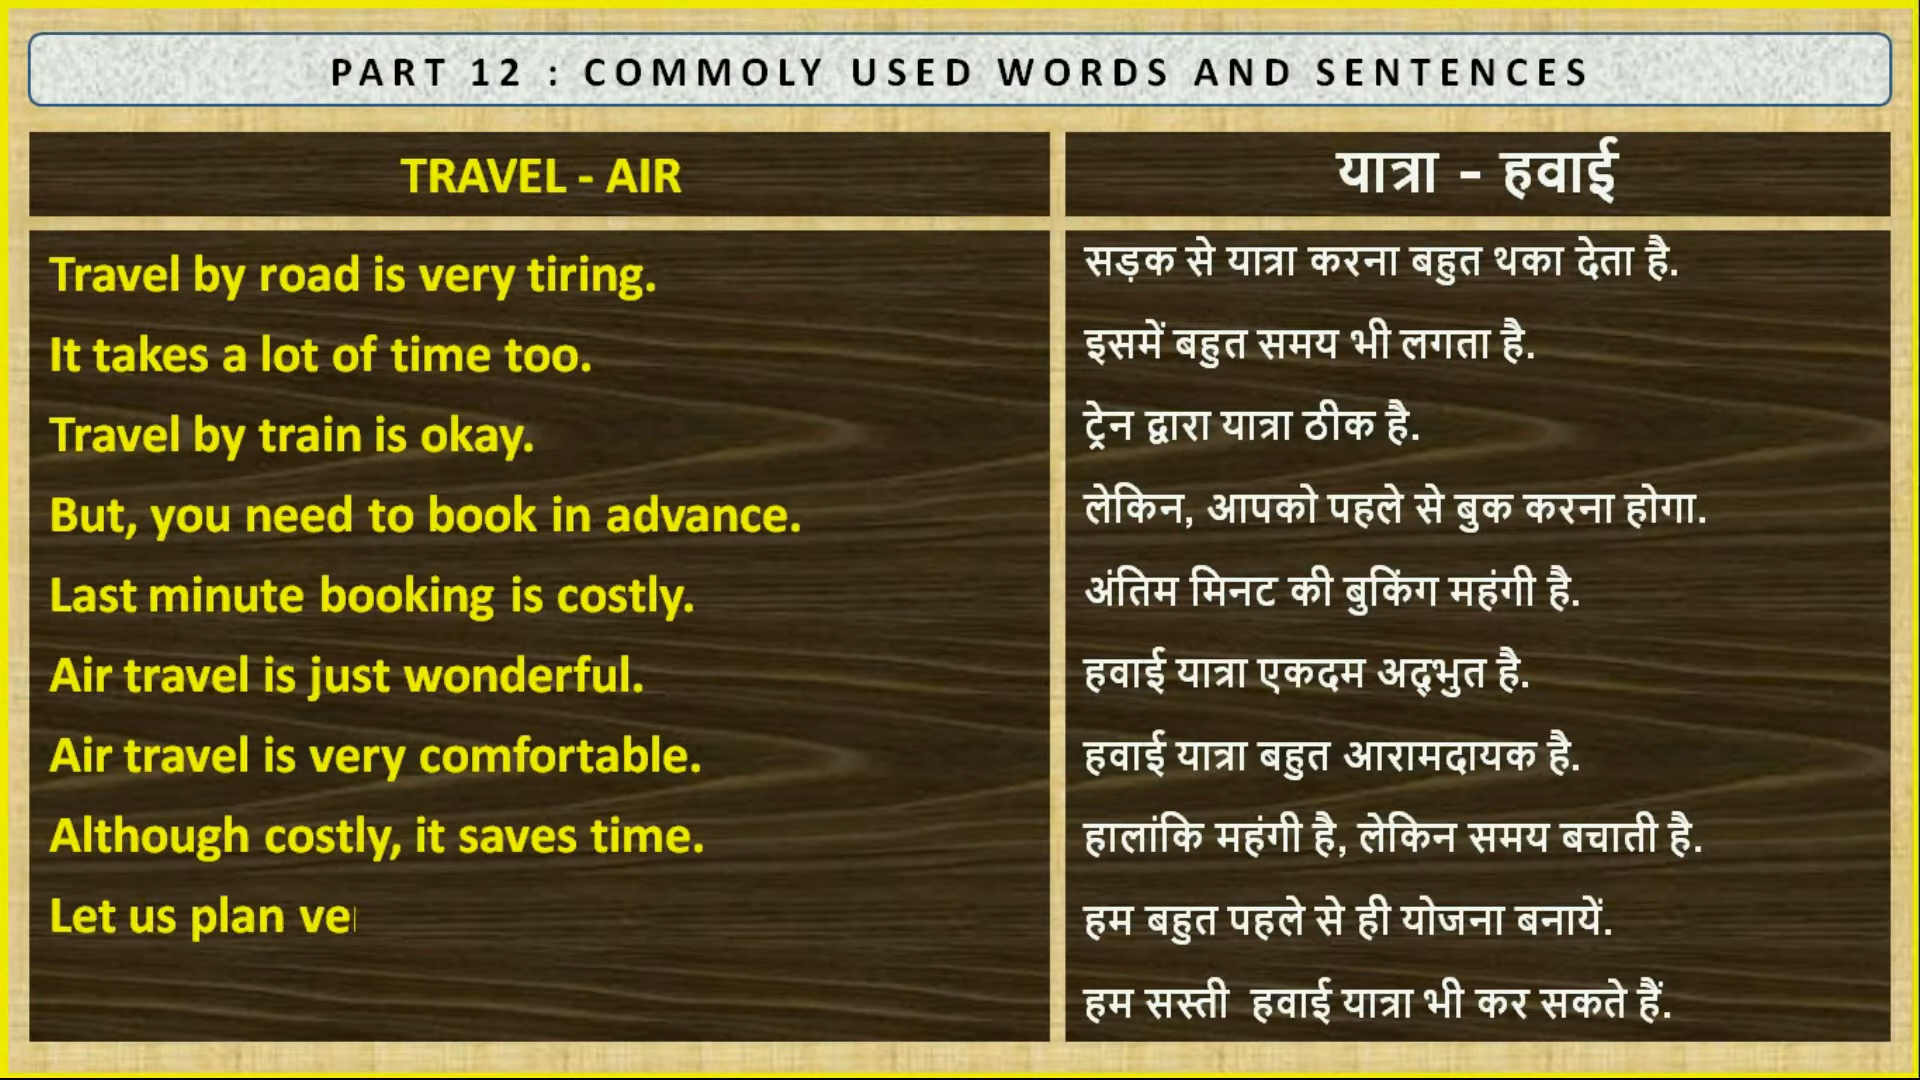 PART 12 : COMMOLY USED WORDS AND SENTENCES
TRAVEL - AIR
Travel by road is very tiring.
It takes a lot of time too.
Travel by train is okay.
But, you need to book in advance.
Last minute booking is costly.
Air travel is just wonderful.
Air travel is very comfortable.
Although costly, it saves time.
Let us plan
यात्रा - हवाई
सड़क से यात्रा करना बहुत थका देता है.
इसमें बहुत समय भी लगता है.
ट्रेन द्वारा यात्रा ठीक है.
लेकिन, आपको पहले से बुक करना होगा.
अंतिम मिनट की बुकिंग महंगी है.
हवाई यात्रा एकदम अद्भुत है.
हवाई यात्रा बहुत आरामदायक है.
हालांकि महंगी है, लेकिन समय बचाती है.
हम बहुत पहले से ही योजना बनायें.
हम सस्ती हवाई यात्रा भी कर सकते हैं.